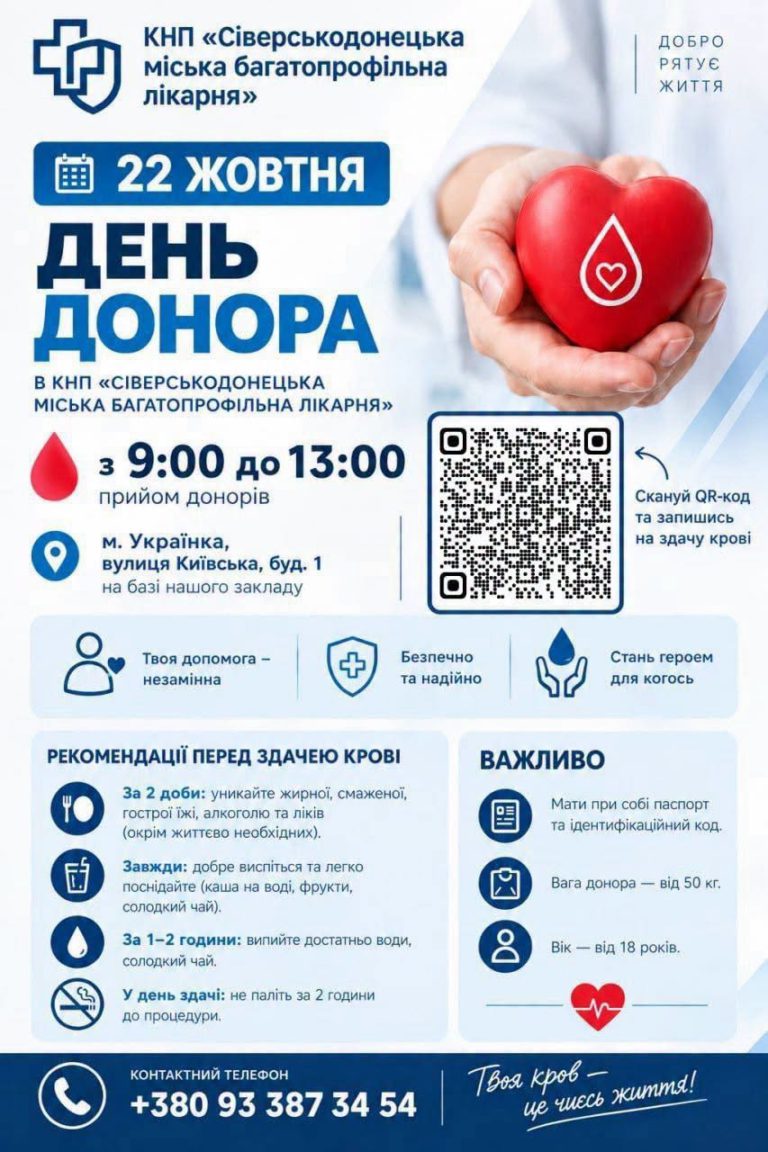 КНП «Сіверськодонецька
міська багатопрофільна
лікарня»
ДОБРО
РЯТУЄ
ЖИТТЯ
22 ЖОВТНЯ
ДЕНЬ
ДОНОРА
В КНП «СІВЕРСЬКОДОНЕЦЬКА
МІСЬКА БАГАТОПРОФІЛЬНА ЛІКАРНЯ»
з 9:00 до 13:00
прийом донорів
м. Українка,
вулиця Київська, буд. 1
на базі нашого закладу
Скануй QR-код
та запишись
на здачу крові
Твоя допомога –
незамінна
Безпечно
та надійно
Стань героєм
для когось
РЕКОМЕНДАЦІЇ ПЕРЕД ЗДАЧЕЮ КРОВІ
За 2 доби: уникайте жирної, смаженої,
гострої їжі, алкоголю та ліків
(окрім життєво необхідних).
Завжди: добре виспіться та легко
поснідайте (каша на воді, фрукти,
солодкий чай).
За 1–2 години: випийте достатньо води,
солодкий чай.
У день здачі: не паліть за 2 години
до процедури.
ВАЖЛИВО
Мати при собі паспорт
та ідентифікаційний код.
Вага донора — від 50 кг.
Вік — від 18 років.
КОНТАКТНИЙ ТЕЛЕФОН
+380 93 387 34 54
Твоя кров —
це чиєсь життя!